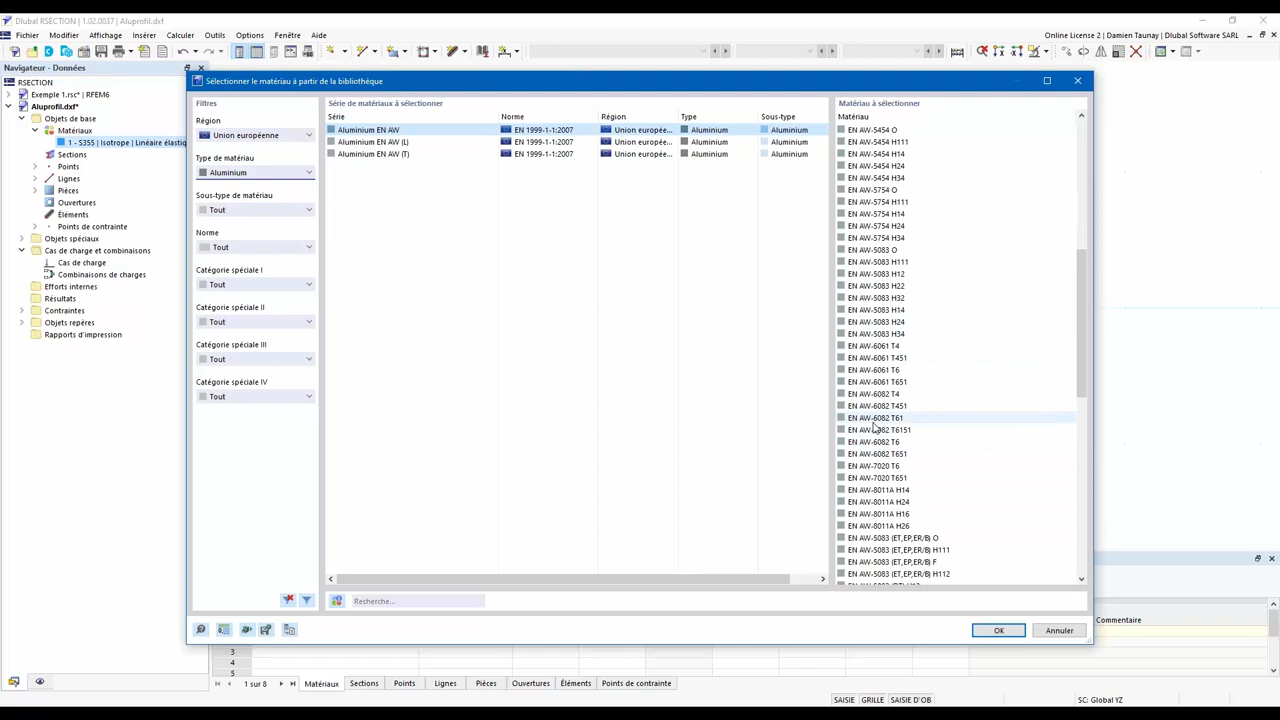 Dlubal RSECTION | 1.02.0037 | Aluprofil.dxf*
Fichier Modifier Affichage Insérer Calculer Outils Options Fenêtre Aide
Online License 2 | Damien Taunay | Dlubal Software SARL
Navigateur - Données
RSECTION
Exemple 1.rsc* | RFEM6
Aluprofil.dxf*
Objets de base
Matériaux
1 - S355 | Isotrope | Linéaire élastiq
Sections
Points
Lignes
Pièces
Ouvertures
Éléments
Points de contrainte
Objets spéciaux
Cas de charge et combinaisons
Cas de charge
Combinaisons de charges
Efforts internes
Résultats
Contraintes
Objets repères
Rapports d'impression
Sélectionner le matériau à partir de la bibliothèque
Filtres
Région
Union européenne
Type de matériau
Aluminium
Sous-type de matériau
Tout
Norme
Tout
Catégorie spéciale I
Tout
Catégorie spéciale II
Tout
Catégorie spéciale III
Tout
Catégorie spéciale IV
Tout
Série de matériaux à sélectionner
Série Norme Région Type Sous-type
Aluminium EN AW EN 1999-1-1:2007 Union europée... Aluminium Aluminium
Aluminium EN AW (L) EN 1999-1-1:2007 Union europée... Aluminium Aluminium
Aluminium EN AW (T) EN 1999-1-1:2007 Union europée... Aluminium Aluminium
Recherche...
Matériau à sélectionner
Matériau
EN AW-5454 O
EN AW-5454 H111
EN AW-5454 H14
EN AW-5454 H24
EN AW-5454 H34
EN AW-5754 O
EN AW-5754 H111
EN AW-5754 H14
EN AW-5754 H24
EN AW-5754 H34
EN AW-5083 O
EN AW-5083 H111
EN AW-5083 H12
EN AW-5083 H22
EN AW-5083 H32
EN AW-5083 H14
EN AW-5083 H24
EN AW-5083 H34
EN AW-6061 T4
EN AW-6061 T451
EN AW-6061 T6
EN AW-6061 T651
EN AW-6082 T4
EN AW-6082 T451
EN AW-6082 T61
EN AW-6082 T6151
EN AW-6082 T6
EN AW-6082 T651
EN AW-7020 T6
EN AW-7020 T651
EN AW-8011A H14
EN AW-8011A H24
EN AW-8011A H16
EN AW-8011A H26
EN AW-5083 (ET,EP,ER/B) O
EN AW-5083 (ET,EP,ER/B) H111
EN AW-5083 (ET,EP,ER/B) F
EN AW-5083 (ET,EP,ER/B) H112
OK Annuler
Commentaire
3
4
5
1 sur 8 Matériaux Sections Points Lignes Pièces Ouvertures Éléments Points de contrainte
SAISIE GRILLE SAISIE D'OB SC: Global YZ